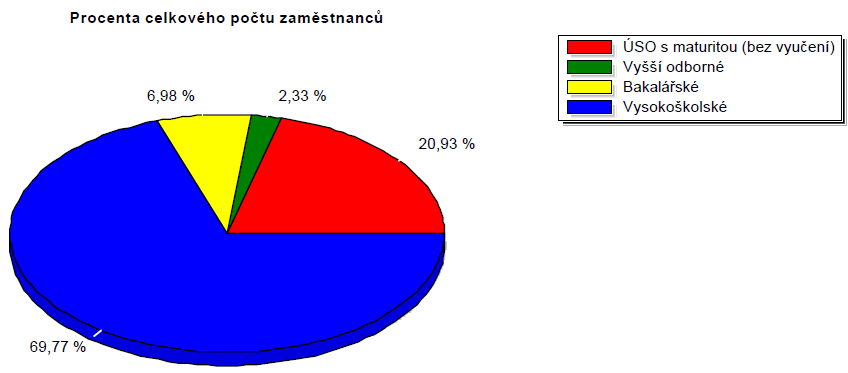 Procenta celkového počtu zaměstnanců
ÚSO s maturitou (bez vyučení)
Vyšší odborné
Bakalářské
Vysokoškolské
6,98 %
2,33 %
20,93 %
69,77 %